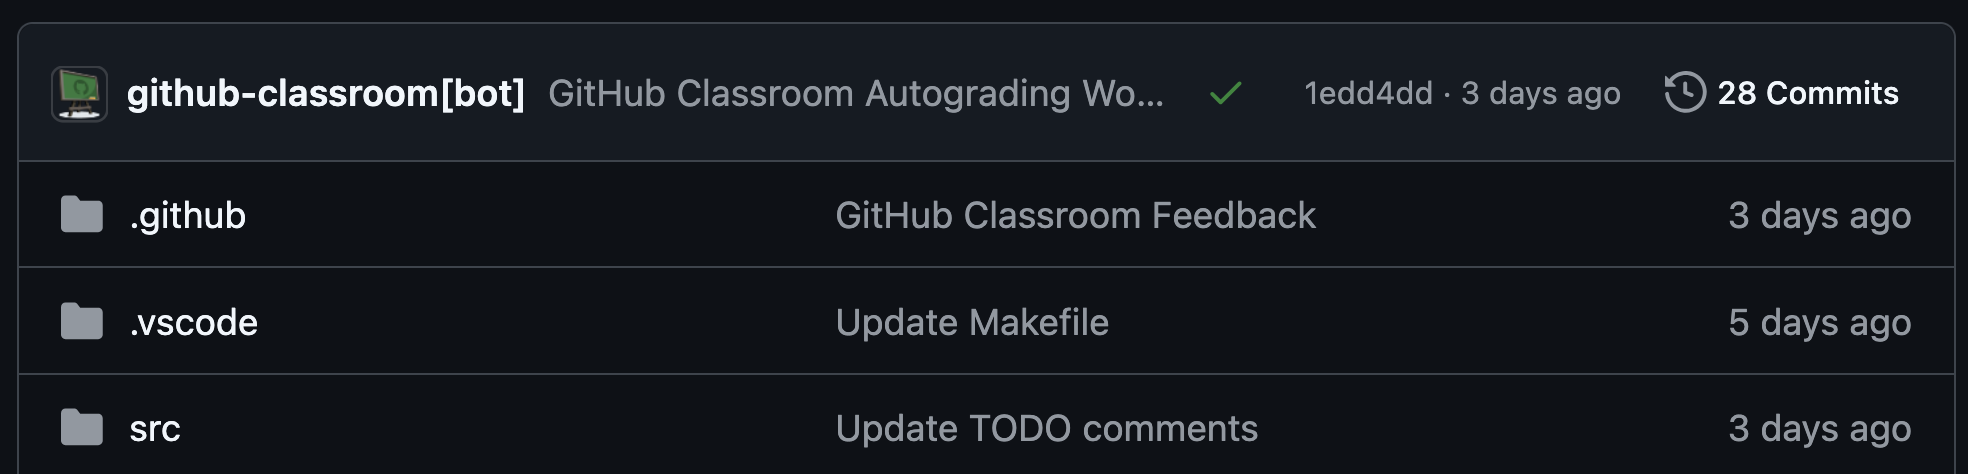 github-classroom[bot] GitHub Classroom Autograding Wo... 1edd4dd · 3 days ago 28 Commits
.github GitHub Classroom Feedback 3 days ago
.vscode Update Makefile 5 days ago
src Update TODO comments 3 days ago